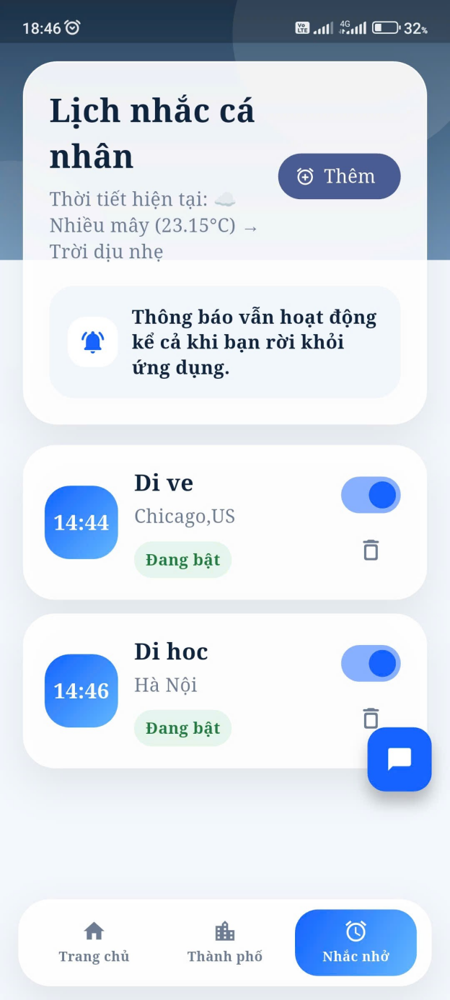 18:46
Vo LTE 4G 32%
Lịch nhắc cá
nhân
Thêm
Thời tiết hiện tại: ☁️
Nhiều mây (23.15°C) →
Trời dịu nhẹ
Thông báo vẫn hoạt động
kể cả khi bạn rời khỏi
ứng dụng.
Di ve
14:44
Chicago,US
Đang bật
Di hoc
14:46
Hà Nội
Đang bật
Trang chủ
Thành phố
Nhắc nhở